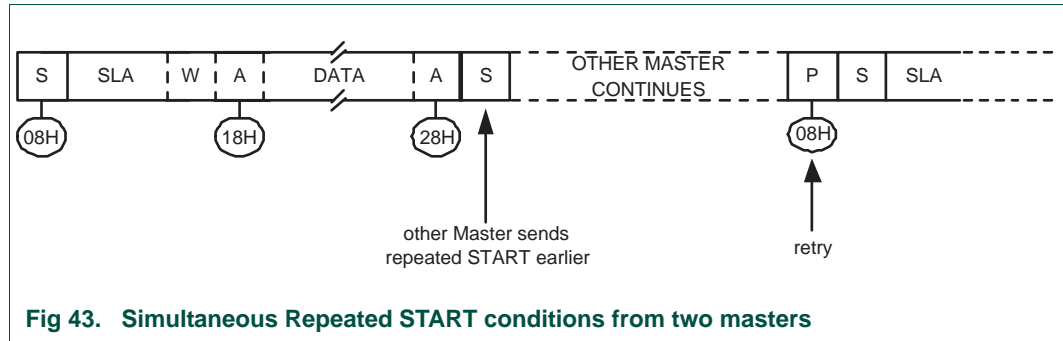 S SLA W A DATA A S OTHER MASTER CONTINUES P S SLA
08H 18H 28H 08H
other Master sends
repeated START earlier
retry
Fig 43. Simultaneous Repeated START conditions from two masters